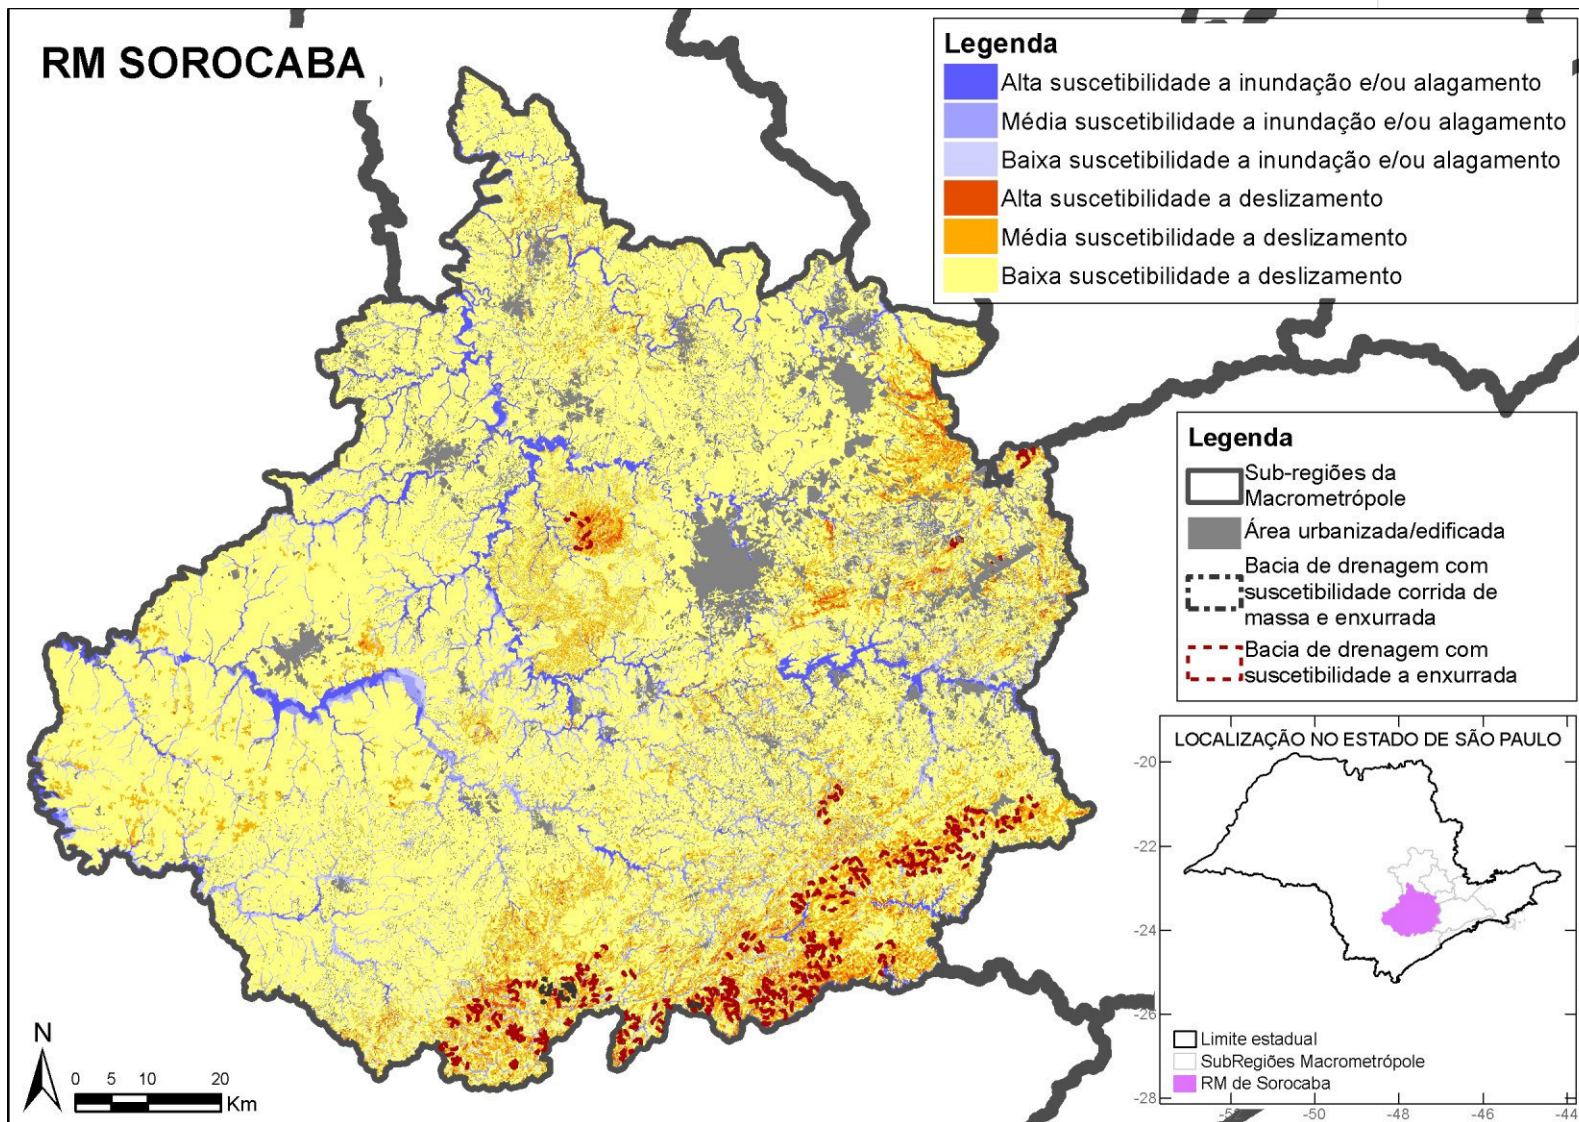 RM SOROCABA
Legenda
Alta suscetibilidade a inundação e/ou alagamento
Média suscetibilidade a inundação e/ou alagamento
Baixa suscetibilidade a inundação e/ou alagamento
Alta suscetibilidade a deslizamento
Média suscetibilidade a deslizamento
Baixa suscetibilidade a deslizamento
Legenda
Sub-regiões da
Macrometrópole
Área urbanizada/edificada
Bacia de drenagem com
suscetibilidade corrida de
massa e enxurrada
Bacia de drenagem com
suscetibilidade a enxurrada
LOCALIZAÇÃO NO ESTADO DE SÃO PAULO
-20
-22
-24
-26
-28
Limite estadual
SubRegiões Macrometrópole
RM de Sorocaba
-50 -48 -46 -44
N
0 5 10 20
Km